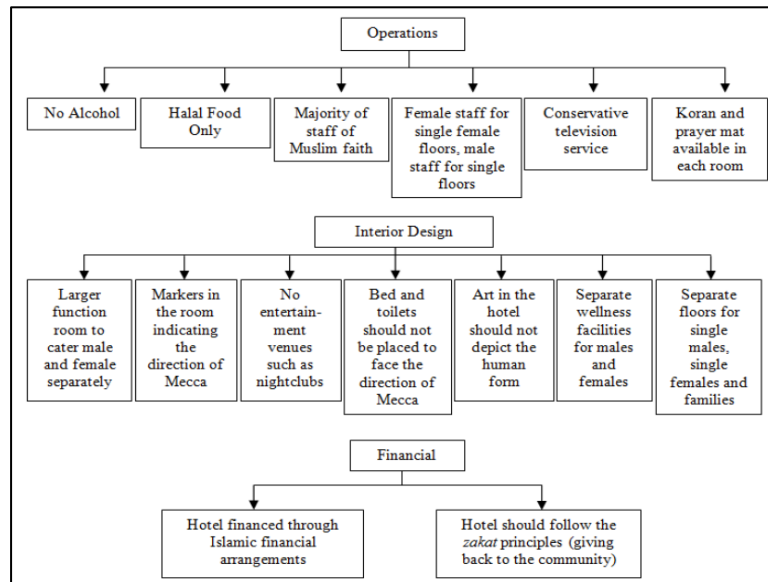 Operations
No Alcohol
Halal Food
Only
Majority of
staff of
Muslim faith
Female staff for
single female
floors, male
staff for single
floors
Conservative
television
service
Koran and
prayer mat
available in
each room
Interior Design
Larger
function
room to
cater male
and female
separately
Markers in
the room
indicating
the
direction of
Mecca
No
entertain-
ment
venues
such as
nightclubs
Bed and
toilets
should not
be placed to
face the
direction of
Mecca
Art in the
hotel
should not
depict the
human
form
Separate
wellness
facilities
for males
and
females
Separate
floors for
single
males,
single
females and
families
Financial
Hotel financed through
Islamic financial
arrangements
Hotel should follow the
zakat principles (giving
back to the community)